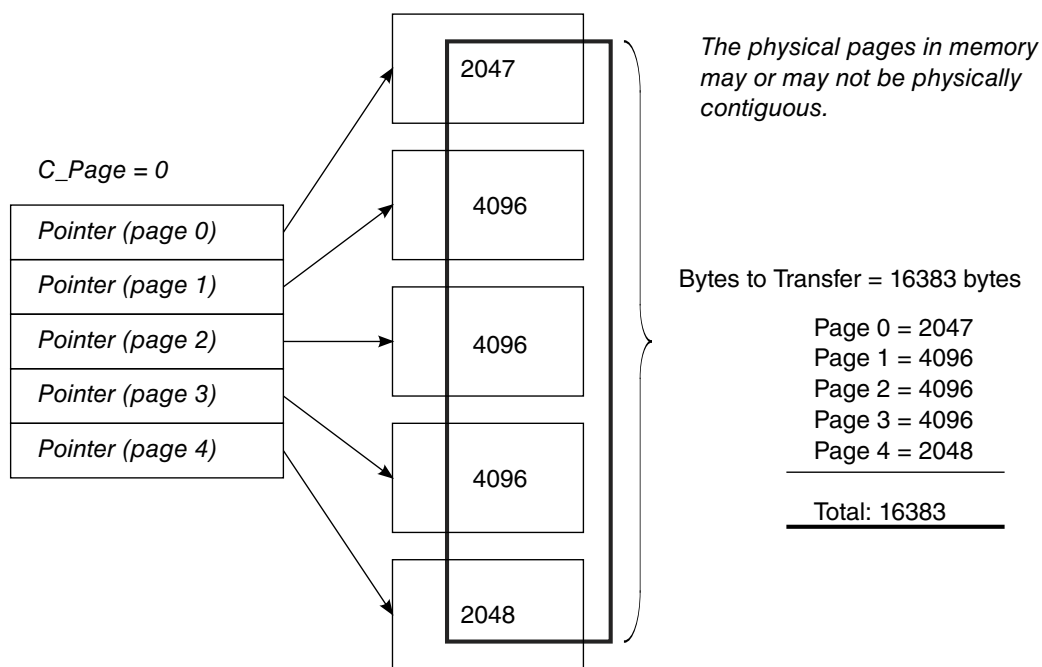 2047
The physical pages in memory
may or may not be physically
contiguous.
C_Page = 0
Pointer (page 0)
Pointer (page 1)
Pointer (page 2)
Pointer (page 3)
Pointer (page 4)
4096
4096
4096
2048
Bytes to Transfer = 16383 bytes
Page 0 = 2047
Page 1 = 4096
Page 2 = 4096
Page 3 = 4096
Page 4 = 2048
Total: 16383